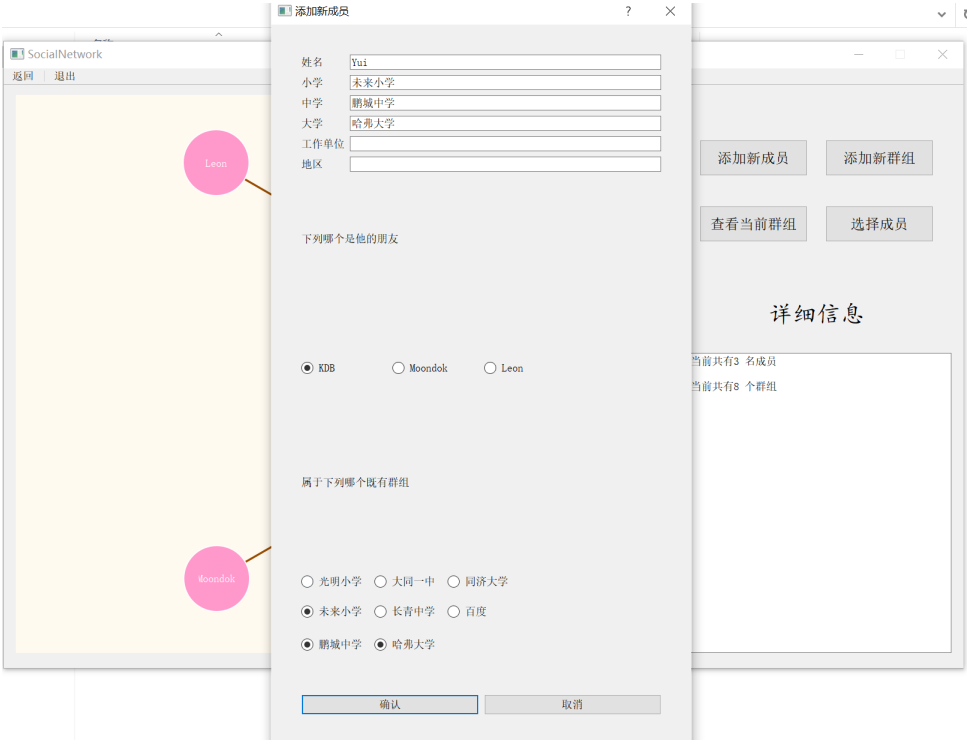 添加新成员
SocialNetwork
返回 退出
姓名 Yui
小学 未来小学
中学 鹏城中学
大学 哈弗大学
工作单位
地区
Leon
添加新成员 添加新群组
查看当前群组 选择成员
下列哪个是他的朋友
详细信息
当前共有3 名成员
当前共有8 个群组
KDB Moondok Leon
属于下列哪个既有群组
Moondok
光明小学 大同一中 同济大学
未来小学 长青中学 百度
鹏城中学 哈弗大学
确认 取消